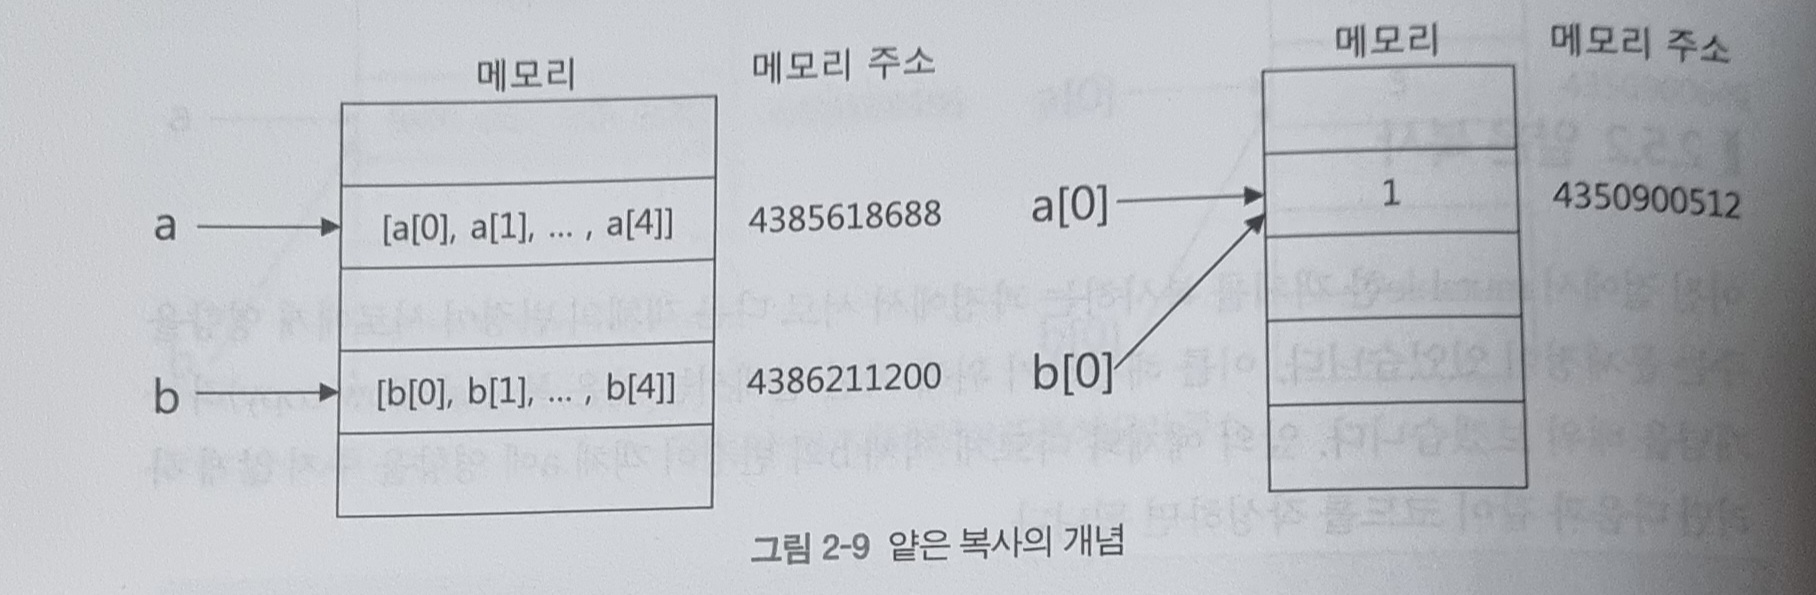 메모리 메모리 주소
a [a[0], a[1], ... , a[4]] 4385618688
b [b[0], b[1], ... , b[4]] 4386211200
메모리 메모리 주소
a[0] 1 4350900512
b[0]
그림 2-9 얕은 복사의 개념